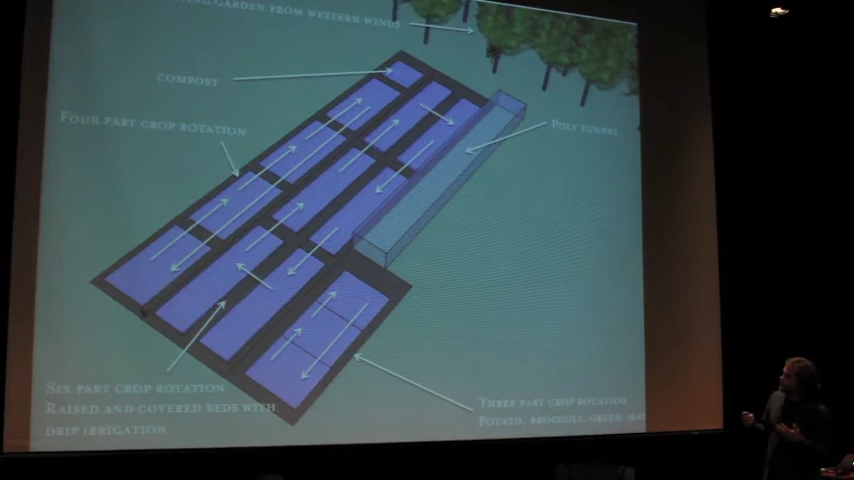 GARDEN FROM WESTERN WINDS
COMPOST
FOUR PART CROP ROTATION
POLY TUNNEL
SIX PART CROP ROTATION
RAISED AND COVERED BEDS WITH
DRIP IRRIGATION
THREE PART CROP ROTATION
POTATO, BROCCOLI, GREEN